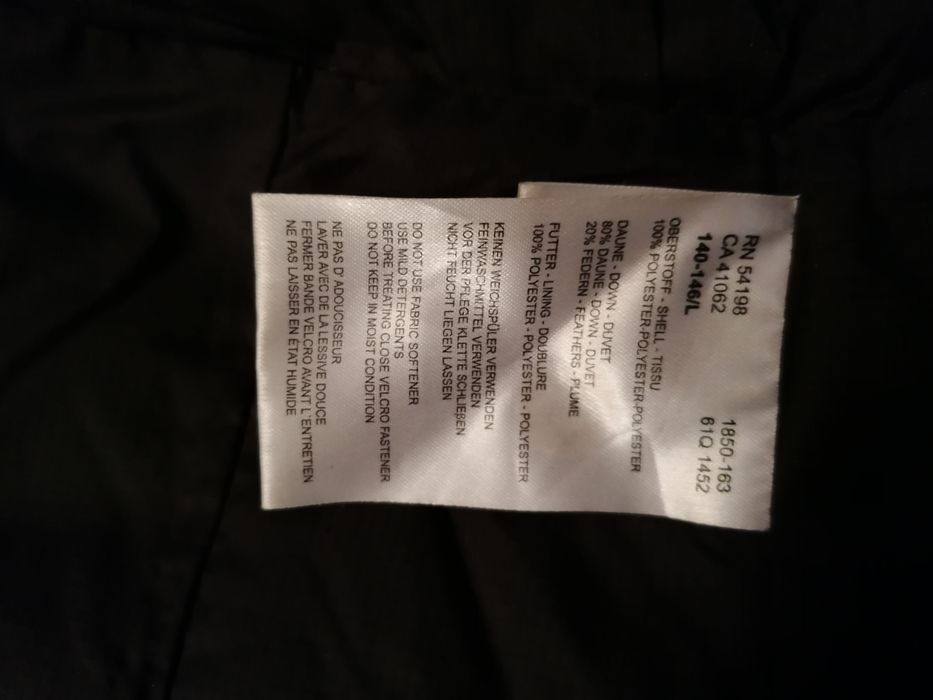 RN 54198 1850-163
CA 41062 61Q 1452
140-146/L
OBERSTOFF - SHELL - TISSU
100% POLYESTER-POLYESTER-POLYESTER
DAUNE - DOWN - DUVET
80% DAUNE - DOWN - DUVET
20% FEDERN - FEATHERS - PLUME
FUTTER - LINING - DOUBLURE
100% POLYESTER - POLYESTER - POLYESTER
KEINEN WEICHSPÜLER VERWENDEN
FEINWASCHMITTEL VERWENDEN
VOR DER PFLEGE KLETTE SCHLIEßEN
NICHT FEUCHT LIEGEN LASSEN
DO NOT USE FABRIC SOFTENER
USE MILD DETERGENTS
BEFORE TREATING CLOSE VELCRO FASTENER
DO NOT KEEP IN MOIST CONDITION
NE PAS D' ADOUCISSEUR
LAVER AVEC DE LA LESSIVE DOUCE
FERMER BANDE VELCRO AVANT L'ENTRETIEN
NE PAS LAISSER EN ÉTAT HUMIDE